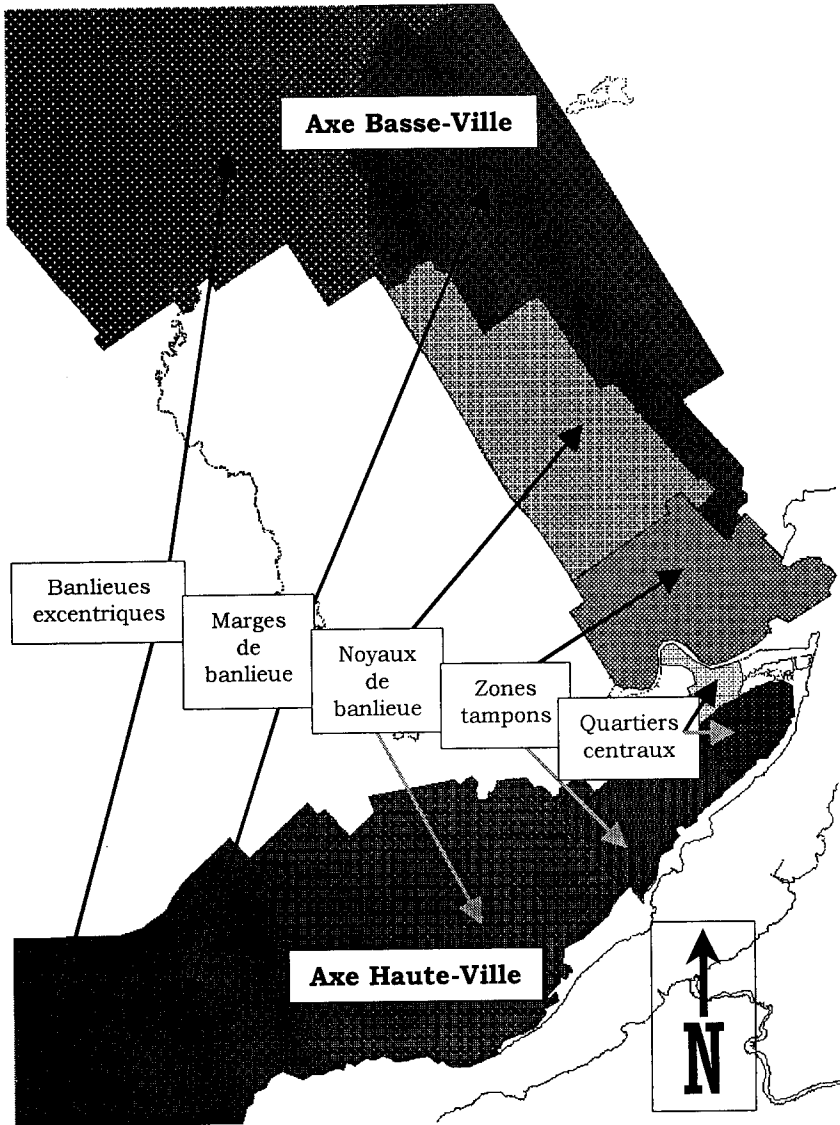 Axe Basse-Ville
Banlieues
excentriques
Marges
de
banlieue
Noyaux
de
banlieue
Zones
tampons
Quartiers
centraux
Axe Haute-Ville
N